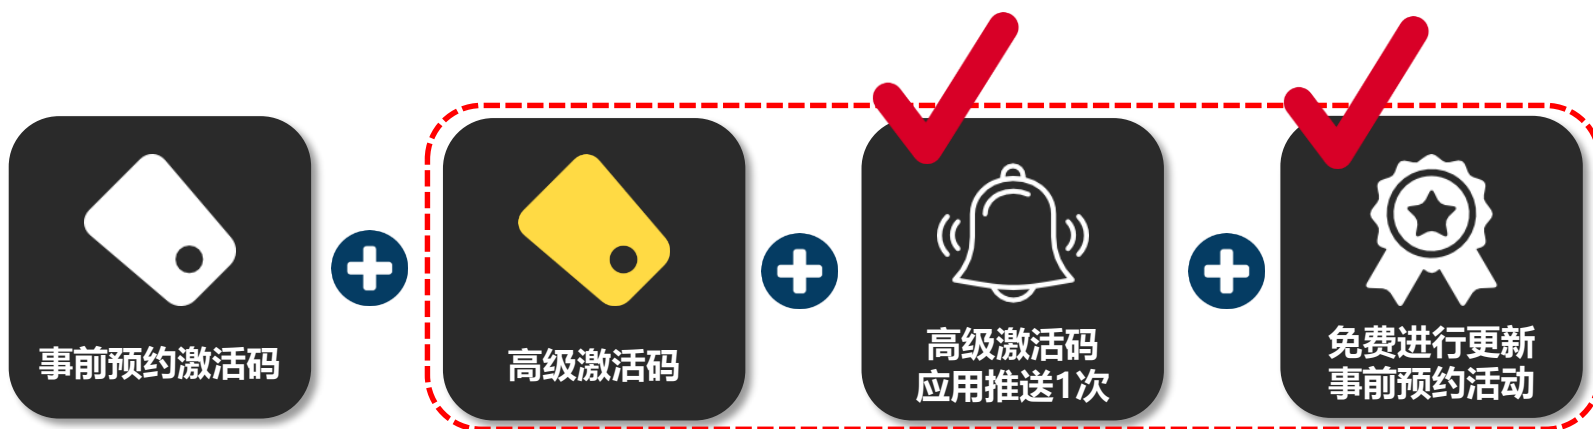 事前预约激活码
高级激活码
高级激活码
应用推送1次
免费进行更新
事前预约活动